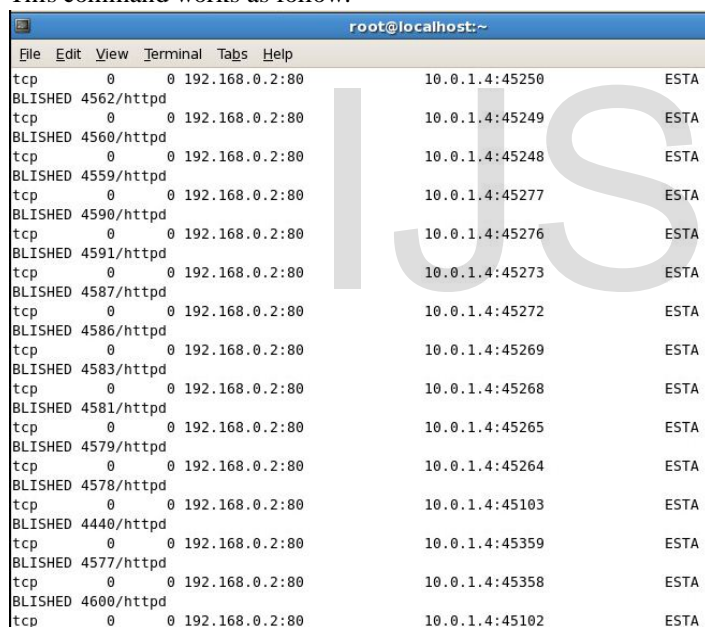 This command works as follow:
root@localhost:~
File Edit View Terminal Tabs Help
tcp 0 0 192.168.0.2:80 10.0.1.4:45250 ESTA
BLISHED 4562/httpd
tcp 0 0 192.168.0.2:80 10.0.1.4:45249 ESTA
BLISHED 4560/httpd
tcp 0 0 192.168.0.2:80 10.0.1.4:45248 ESTA
BLISHED 4559/httpd
tcp 0 0 192.168.0.2:80 10.0.1.4:45277 ESTA
BLISHED 4590/httpd
tcp 0 0 192.168.0.2:80 10.0.1.4:45276 ESTA
BLISHED 4591/httpd
tcp 0 0 192.168.0.2:80 10.0.1.4:45273 ESTA
BLISHED 4587/httpd
tcp 0 0 192.168.0.2:80 10.0.1.4:45272 ESTA
BLISHED 4586/httpd
tcp 0 0 192.168.0.2:80 10.0.1.4:45269 ESTA
BLISHED 4583/httpd
tcp 0 0 192.168.0.2:80 10.0.1.4:45268 ESTA
BLISHED 4581/httpd
tcp 0 0 192.168.0.2:80 10.0.1.4:45265 ESTA
BLISHED 4579/httpd
tcp 0 0 192.168.0.2:80 10.0.1.4:45264 ESTA
BLISHED 4578/httpd
tcp 0 0 192.168.0.2:80 10.0.1.4:45103 ESTA
BLISHED 4440/httpd
tcp 0 0 192.168.0.2:80 10.0.1.4:45359 ESTA
BLISHED 4577/httpd
tcp 0 0 192.168.0.2:80 10.0.1.4:45358 ESTA
BLISHED 4600/httpd
tcp 0 0 192.168.0.2:80 10.0.1.4:45102 ESTA
IJS